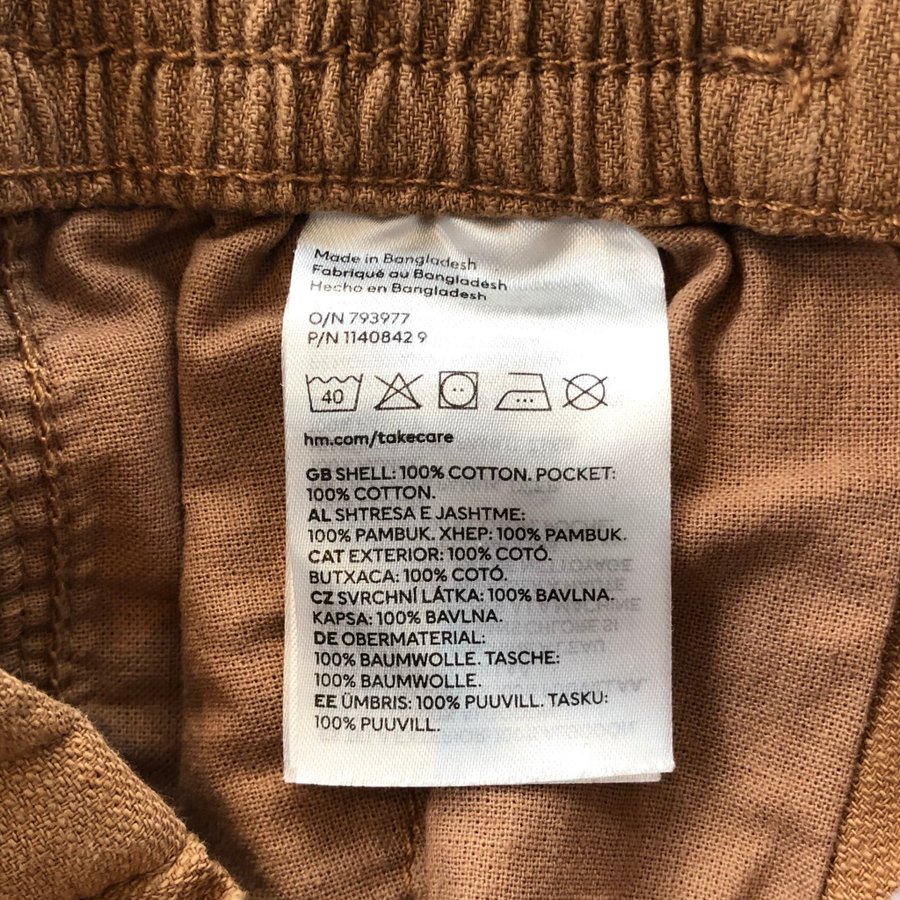 Made in Bangladesh
Fabriqué au Bangladesh
Hecho en Bangladesh
O/N 793977
P/N 1140842 9
40
hm.com/takecare
GB SHELL: 100% COTTON. POCKET:
100% COTTON.
AL SHTRESA E JASHTME:
100% PAMBUK. XHEP: 100% PAMBUK.
CAT EXTERIOR: 100% COTÓ.
BUTXACA: 100% COTÓ.
CZ SVRCHNÍ LÁTKA: 100% BAVLNA.
KAPSA: 100% BAVLNA.
DE OBERMATERIAL:
100% BAUMWOLLE. TASCHE:
100% BAUMWOLLE.
EE ÜMBRIS: 100% PUUVILL. TASKU:
100% PUUVILL.